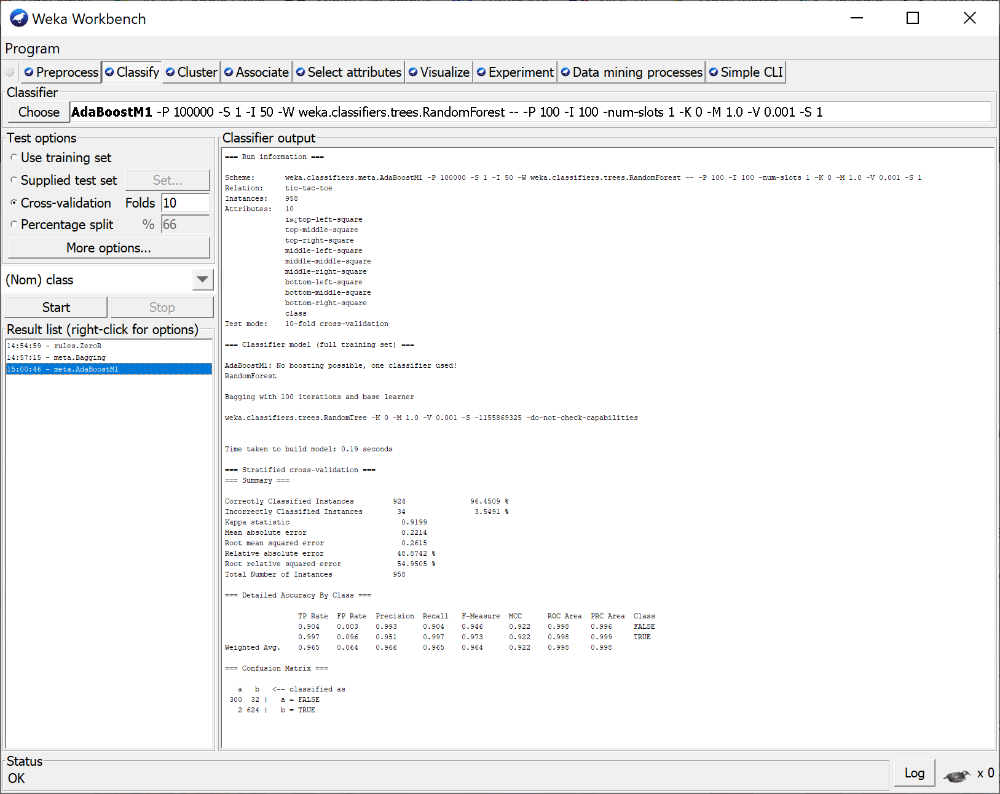 Weka Workbench
Program
Preprocess Classify Cluster Associate Select attributes Visualize Experiment Data mining processes Simple CLI
Classifier
Choose AdaBoostM1 -P 100000 -S 1 -I 50 -W weka.classifiers.trees.RandomForest -- -P 100 -I 100 -num-slots 1 -K 0 -M 1.0 -V 0.001 -S 1
Test options
Use training set
Supplied test set Set...
Cross-validation Folds 10
Percentage split % 66
More options...
(Nom) class
Start Stop
Result list (right-click for options)
14:54:59 - rules.ZeroR
14:57:15 - meta.Bagging
15:00:46 - meta.AdaBoostM1
Classifier output
=== Run information ===
Scheme: weka.classifiers.meta.AdaBoostM1 -P 100000 -S 1 -I 50 -W weka.classifiers.trees.RandomForest -- -P 100 -I 100 -num-slots 1 -K 0 -M 1.0 -V 0.001 -S 1
Relation: tic-tac-toe
Instances: 958
Attributes: 10
ï»¿top-left-square
top-middle-square
top-right-square
middle-left-square
middle-middle-square
middle-right-square
bottom-left-square
bottom-middle-square
bottom-right-square
class
Test mode: 10-fold cross-validation
=== Classifier model (full training set) ===
AdaBoostM1: No boosting possible, one classifier used!
RandomForest
Bagging with 100 iterations and base learner
weka.classifiers.trees.RandomTree -K 0 -M 1.0 -V 0.001 -S -1155869325 -do-not-check-capabilities
Time taken to build model: 0.19 seconds
=== Stratified cross-validation ===
=== Summary ===
Correctly Classified Instances 924 96.4509 %
Incorrectly Classified Instances 34 3.5491 %
Kappa statistic 0.9199
Mean absolute error 0.2214
Root mean squared error 0.2615
Relative absolute error 48.8742 %
Root relative squared error 54.9505 %
Total Number of Instances 958
=== Detailed Accuracy By Class ===
TP Rate FP Rate Precision Recall F-Measure MCC ROC Area PRC Area Class
0.904 0.003 0.993 0.904 0.946 0.922 0.998 0.996 FALSE
0.997 0.096 0.951 0.997 0.973 0.922 0.998 0.999 TRUE
Weighted Avg. 0.965 0.064 0.966 0.965 0.964 0.922 0.998 0.998
=== Confusion Matrix ===
a b <-- classified as
300 32 | a = FALSE
2 624 | b = TRUE
Status
OK
Log
x 0